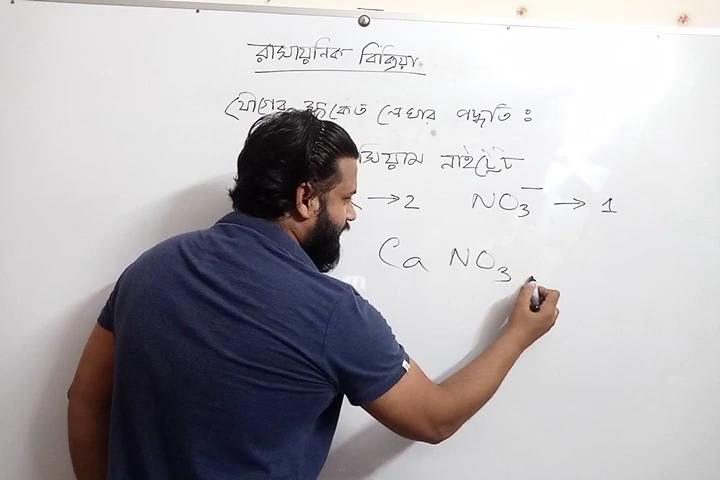 রাসায়নিক বিক্রিয়া
যৌগের সংকেত লেখার পদ্ধতি :
সিয়াম নাইট্রেট
→ 2 NO₃⁻ → 1
Ca NO₃